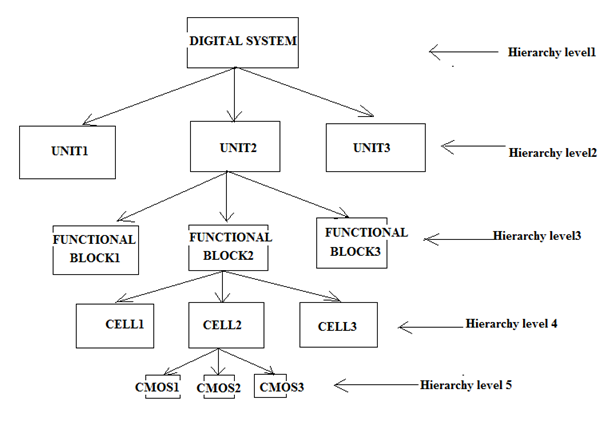 DIGITAL SYSTEM
Hierarchy level1
UNIT1
UNIT2
UNIT3
Hierarchy level2
FUNCTIONAL
BLOCK1
FUNCTIONAL
BLOCK2
FUNCTIONAL
BLOCK3
Hierarchy level3
CELL1
CELL2
CELL3
Hierarchy level 4
CMOS1
CMOS2
CMOS3
Hierarchy level 5